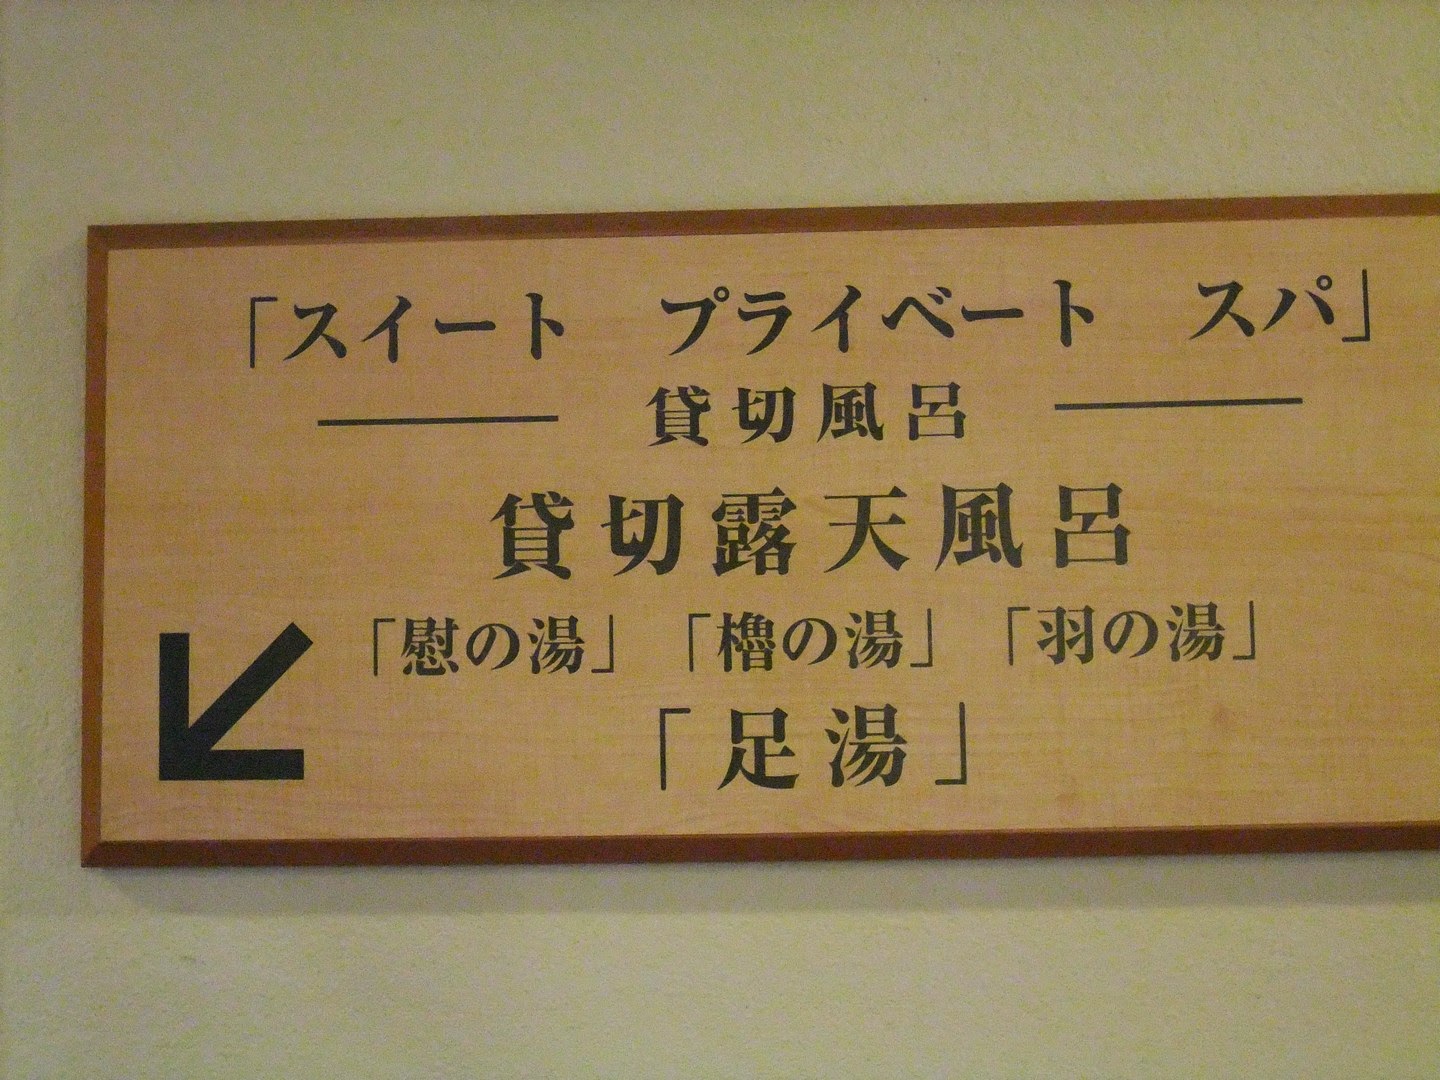 「スイート　プライベート　スパ」
貸切風呂
貸切露天風呂
「慰の湯」「櫓の湯」「羽の湯」
「足湯」